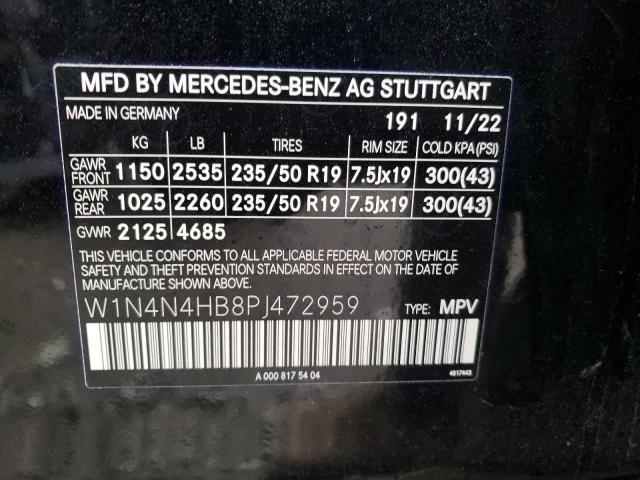 MFD BY MERCEDES-BENZ AG STUTTGART
MADE IN GERMANY 191 11/22
KG LB TIRES RIM SIZE COLD KPA (PSI)
GAWR FRONT 1150 2535 235/50 R19 7.5Jx19 300(43)
GAWR REAR 1025 2260 235/50 R19 7.5Jx19 300(43)
GVWR 2125 4685
THIS VEHICLE CONFORMS TO ALL APPLICABLE FEDERAL MOTOR VEHICLE
SAFETY AND THEFT PREVENTION STANDARDS IN EFFECT ON THE DATE OF
MANUFACTURE SHOWN ABOVE.
W1N4N4HB8PJ472959 TYPE: MPV
A 000 817 54 04 4817443